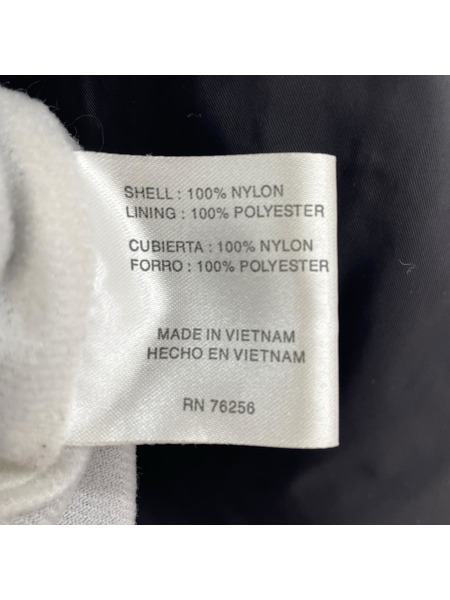 SHELL : 100% NYLON
LINING : 100% POLYESTER
CUBIERTA : 100% NYLON
FORRO : 100% POLYESTER
MADE IN VIETNAM
HECHO EN VIETNAM
RN 76256